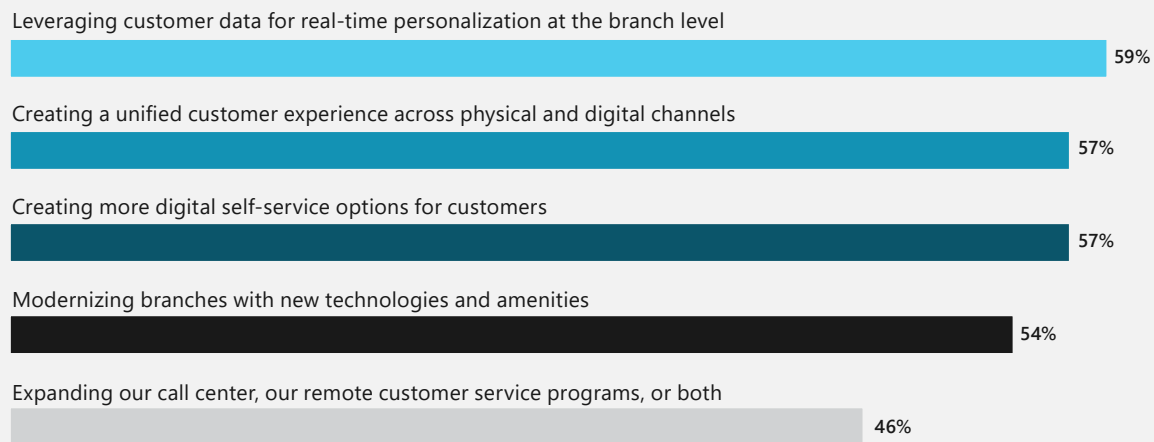 Leveraging customer data for real-time personalization at the branch level
59%
Creating a unified customer experience across physical and digital channels
57%
Creating more digital self-service options for customers
57%
Modernizing branches with new technologies and amenities
54%
Expanding our call center, our remote customer service programs, or both
46%